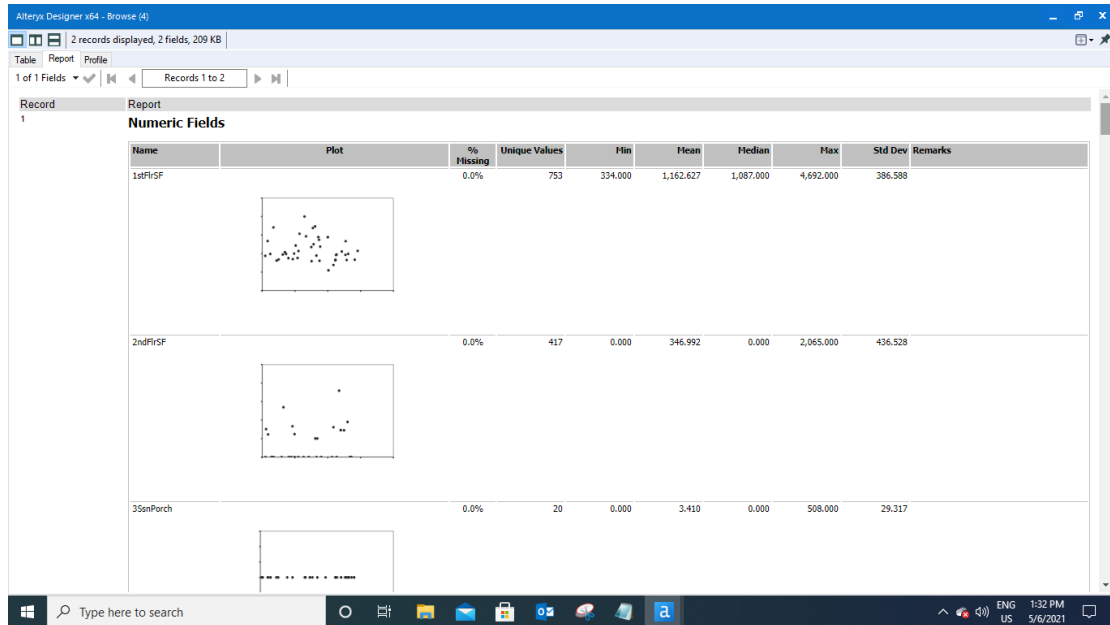 Alteryx Designer x64 - Browse (4)
2 records displayed, 2 fields, 209 KB
Table Report Profile
1 of 1 Fields Records 1 to 2
Record Report
1 Numeric Fields
Name Plot % Missing Unique Values Min Mean Median Max Std Dev Remarks
1stFlrSF 0.0% 753 334.000 1,162.627 1,087.000 4,692.000 386.588
2ndFlrSF 0.0% 417 0.000 346.992 0.000 2,065.000 436.528
3SsnPorch 0.0% 20 0.000 3.410 0.000 508.000 29.317
Type here to search
a
ENG 1:32 PM
US 5/6/2021